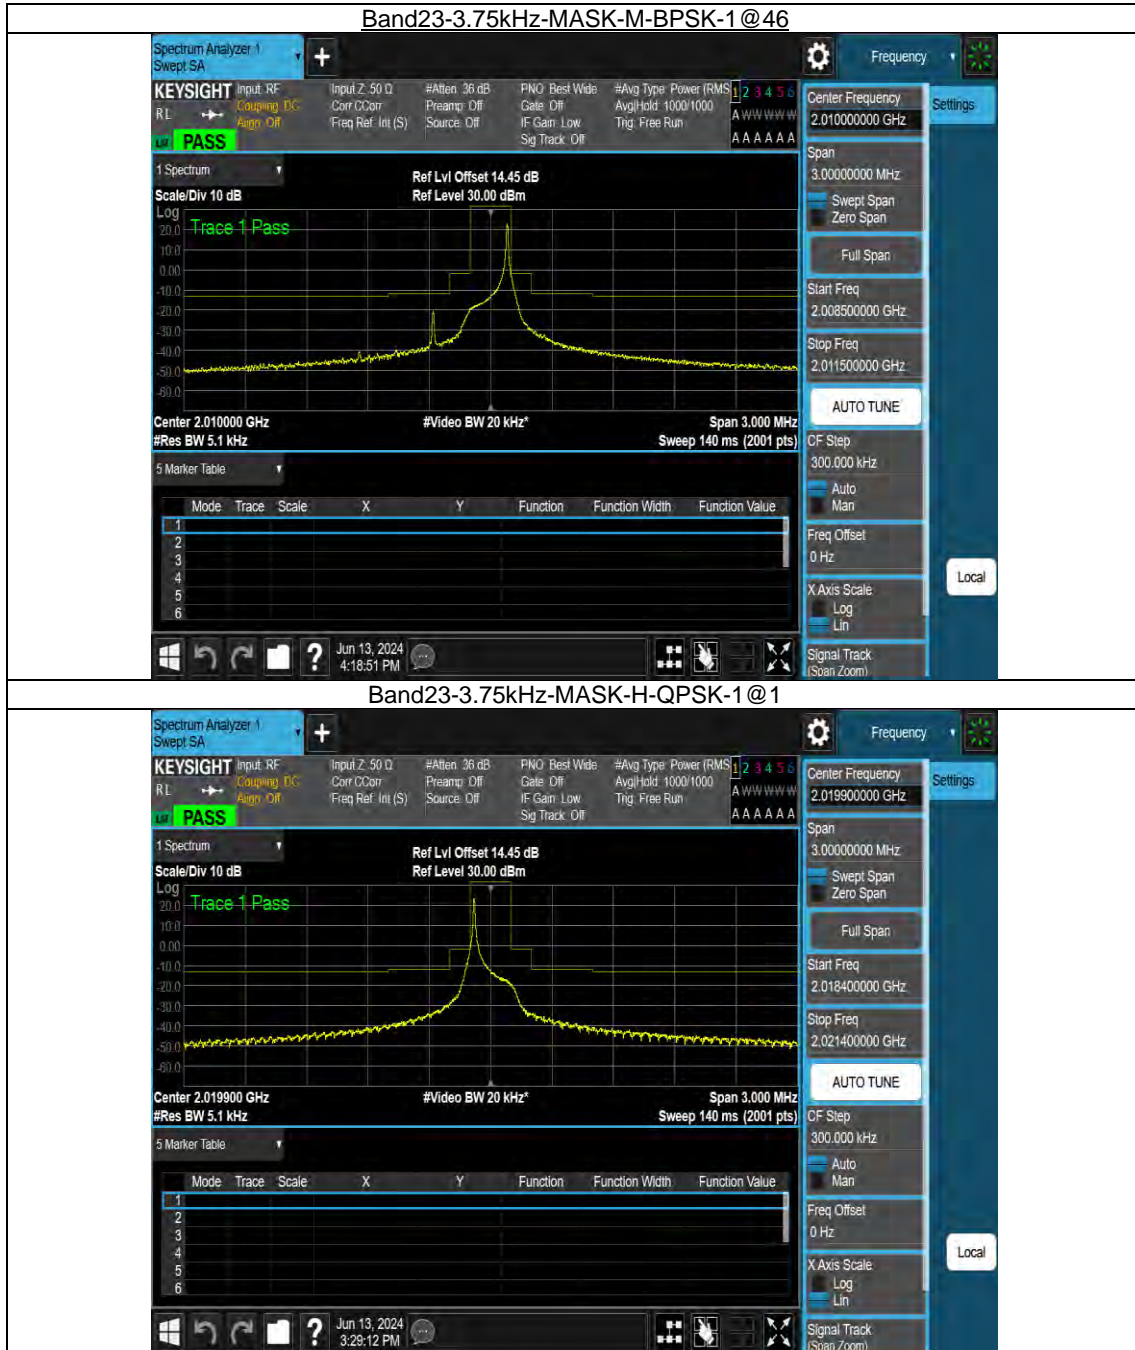 Band23-3.75kHz-MASK-M-BPSK-1@46
Spectrum Analyzer 1
Swept SA
+
Frequency
KEYSIGHT Input: RF Input Z: 50 Ω #Atten: 36 dB PNO: Best Wide #Avg Type: Power (RMS 1 2 3 4 5 6
RL Coupling: DC Corr CCorr Preamp: Off Gate: Off Avg|Hold: 1000/1000 A W W W W W
Align: Off Freq Ref: Int (S) Source: Off IF Gain: Low Trig: Free Run
Sig Track: Off A A A A A A
PASS
Settings
1 Spectrum
Ref Lvl Offset 14.45 dB
Scale/Div 10 dB Ref Level 30.00 dBm
Log
Trace 1 Pass
20.0
10.0
0.00
-10.0
-20.0
-30.0
-40.0
-50.0
-60.0
Center 2.010000 GHz #Video BW 20 kHz* Span 3.000 MHz
#Res BW 5.1 kHz Sweep 140 ms (2001 pts)
5 Marker Table
Mode Trace Scale X Y Function Function Width Function Value
1
2
3
4
5
6
Jun 13, 2024
4:18:51 PM
Center Frequency
2.010000000 GHz
Span
3.00000000 MHz
Swept Span
Zero Span
Full Span
Start Freq
2.008500000 GHz
Stop Freq
2.011500000 GHz
AUTO TUNE
CF Step
300.000 kHz
Auto
Man
Freq Offset
0 Hz
X Axis Scale
Log
Lin
Signal Track
(Span Zoom)
Local
Band23-3.75kHz-MASK-H-QPSK-1@1
Spectrum Analyzer 1
Swept SA
+
Frequency
KEYSIGHT Input: RF Input Z: 50 Ω #Atten: 36 dB PNO: Best Wide #Avg Type: Power (RMS 1 2 3 4 5 6
RL Coupling: DC Corr CCorr Preamp: Off Gate: Off Avg|Hold: 1000/1000 A W W W W W
Align: Off Freq Ref: Int (S) Source: Off IF Gain: Low Trig: Free Run
Sig Track: Off A A A A A A
PASS
Settings
1 Spectrum
Ref Lvl Offset 14.45 dB
Scale/Div 10 dB Ref Level 30.00 dBm
Log
Trace 1 Pass
20.0
10.0
0.00
-10.0
-20.0
-30.0
-40.0
-50.0
-60.0
Center 2.019900 GHz #Video BW 20 kHz* Span 3.000 MHz
#Res BW 5.1 kHz Sweep 140 ms (2001 pts)
5 Marker Table
Mode Trace Scale X Y Function Function Width Function Value
1
2
3
4
5
6
Jun 13, 2024
3:29:12 PM
Center Frequency
2.019900000 GHz
Span
3.00000000 MHz
Swept Span
Zero Span
Full Span
Start Freq
2.018400000 GHz
Stop Freq
2.021400000 GHz
AUTO TUNE
CF Step
300.000 kHz
Auto
Man
Freq Offset
0 Hz
X Axis Scale
Log
Lin
Signal Track
(Span Zoom)
Local